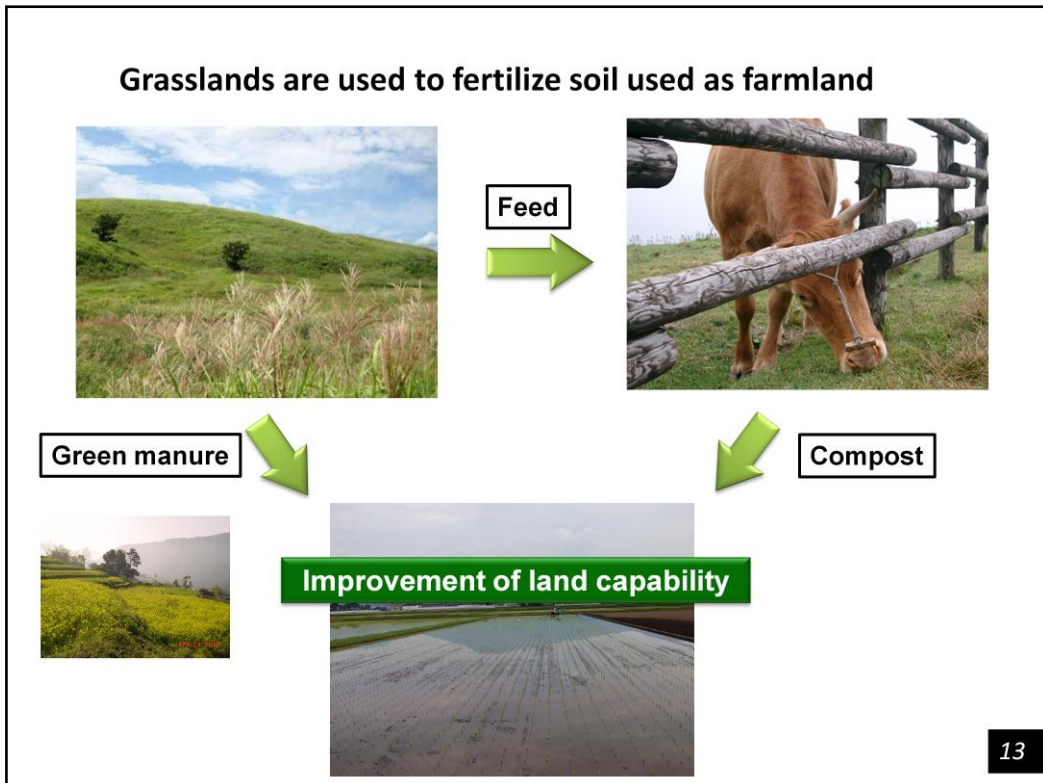 Grasslands are used to fertilize soil used as farmland
Feed
Green manure
Compost
Improvement of land capability
13